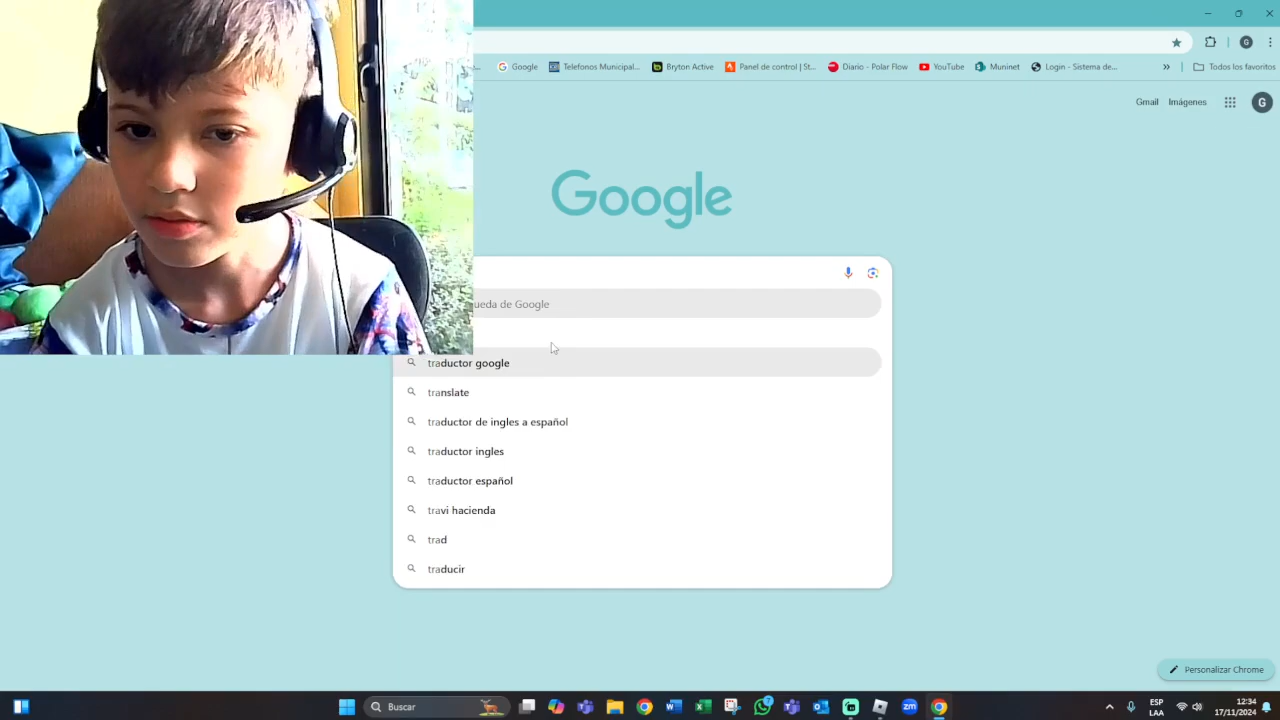 Google
Telefonos Municipal...
Bryton Active
Panel de control | St...
Diario - Polar Flow
YouTube
Muninet
Login - Sistema de...
»
Todos los favoritos
G
Gmail
Imágenes
G
Google
ueda de Google
traductor google
translate
traductor de ingles a español
traductor ingles
traductor español
travi hacienda
trad
traducir
Personalizar Chrome
Buscar
zm
ESP
LAA
12:34
17/11/2024